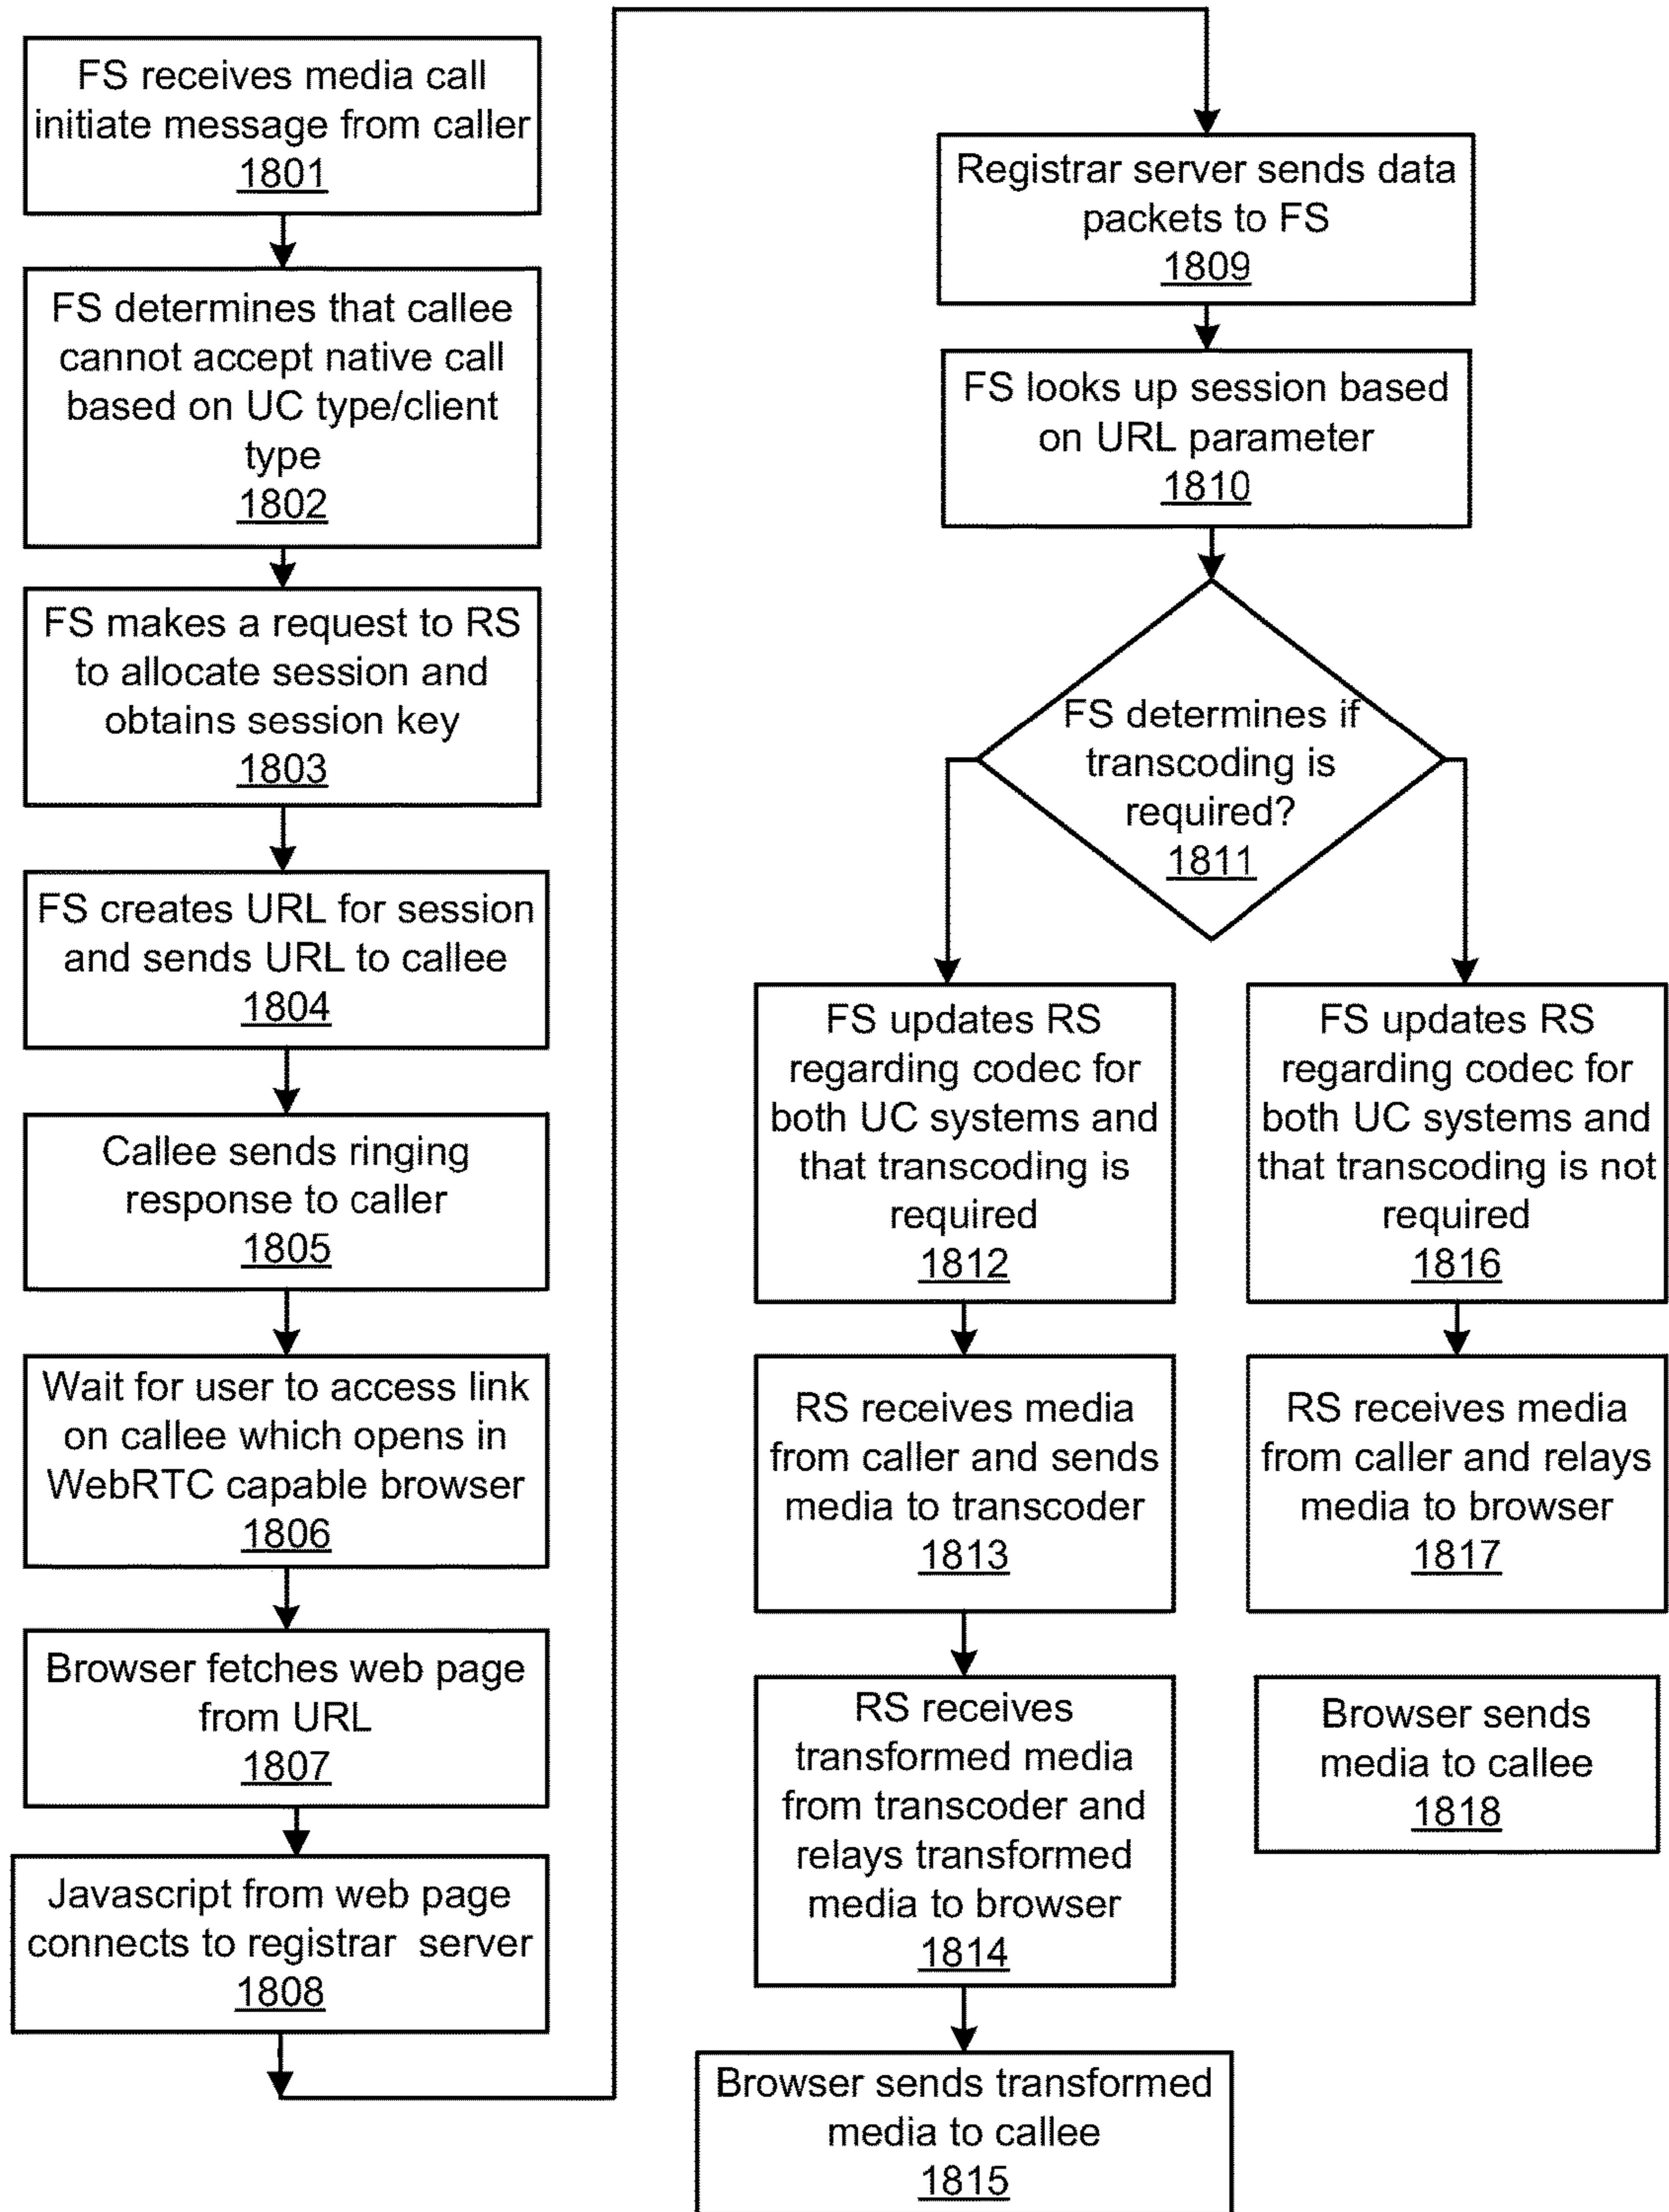 FS receives media call
initiate message from caller
1801
FS determines that callee
cannot accept native call
based on UC type/client
type
1802
FS makes a request to RS
to allocate session and
obtains session key
1803
FS creates URL for session
and sends URL to callee
1804
Callee sends ringing
response to caller
1805
Wait for user to access link
on callee which opens in
WebRTC capable browser
1806
Browser fetches web page
from URL
1807
Javascript from web page
connects to registrar server
1808
Registrar server sends data
packets to FS
1809
FS looks up session based
on URL parameter
1810
FS determines if
transcoding is
required?
1811
FS updates RS
regarding codec for
both UC systems and
that transcoding is
required
1812
RS receives media
from caller and sends
media to transcoder
1813
RS receives
transformed media
from transcoder and
relays transformed
media to browser
1814
Browser sends transformed
media to callee
1815
FS updates RS
regarding codec for
both UC systems and
that transcoding is not
required
1816
RS receives media
from caller and relays
media to browser
1817
Browser sends
media to callee
1818